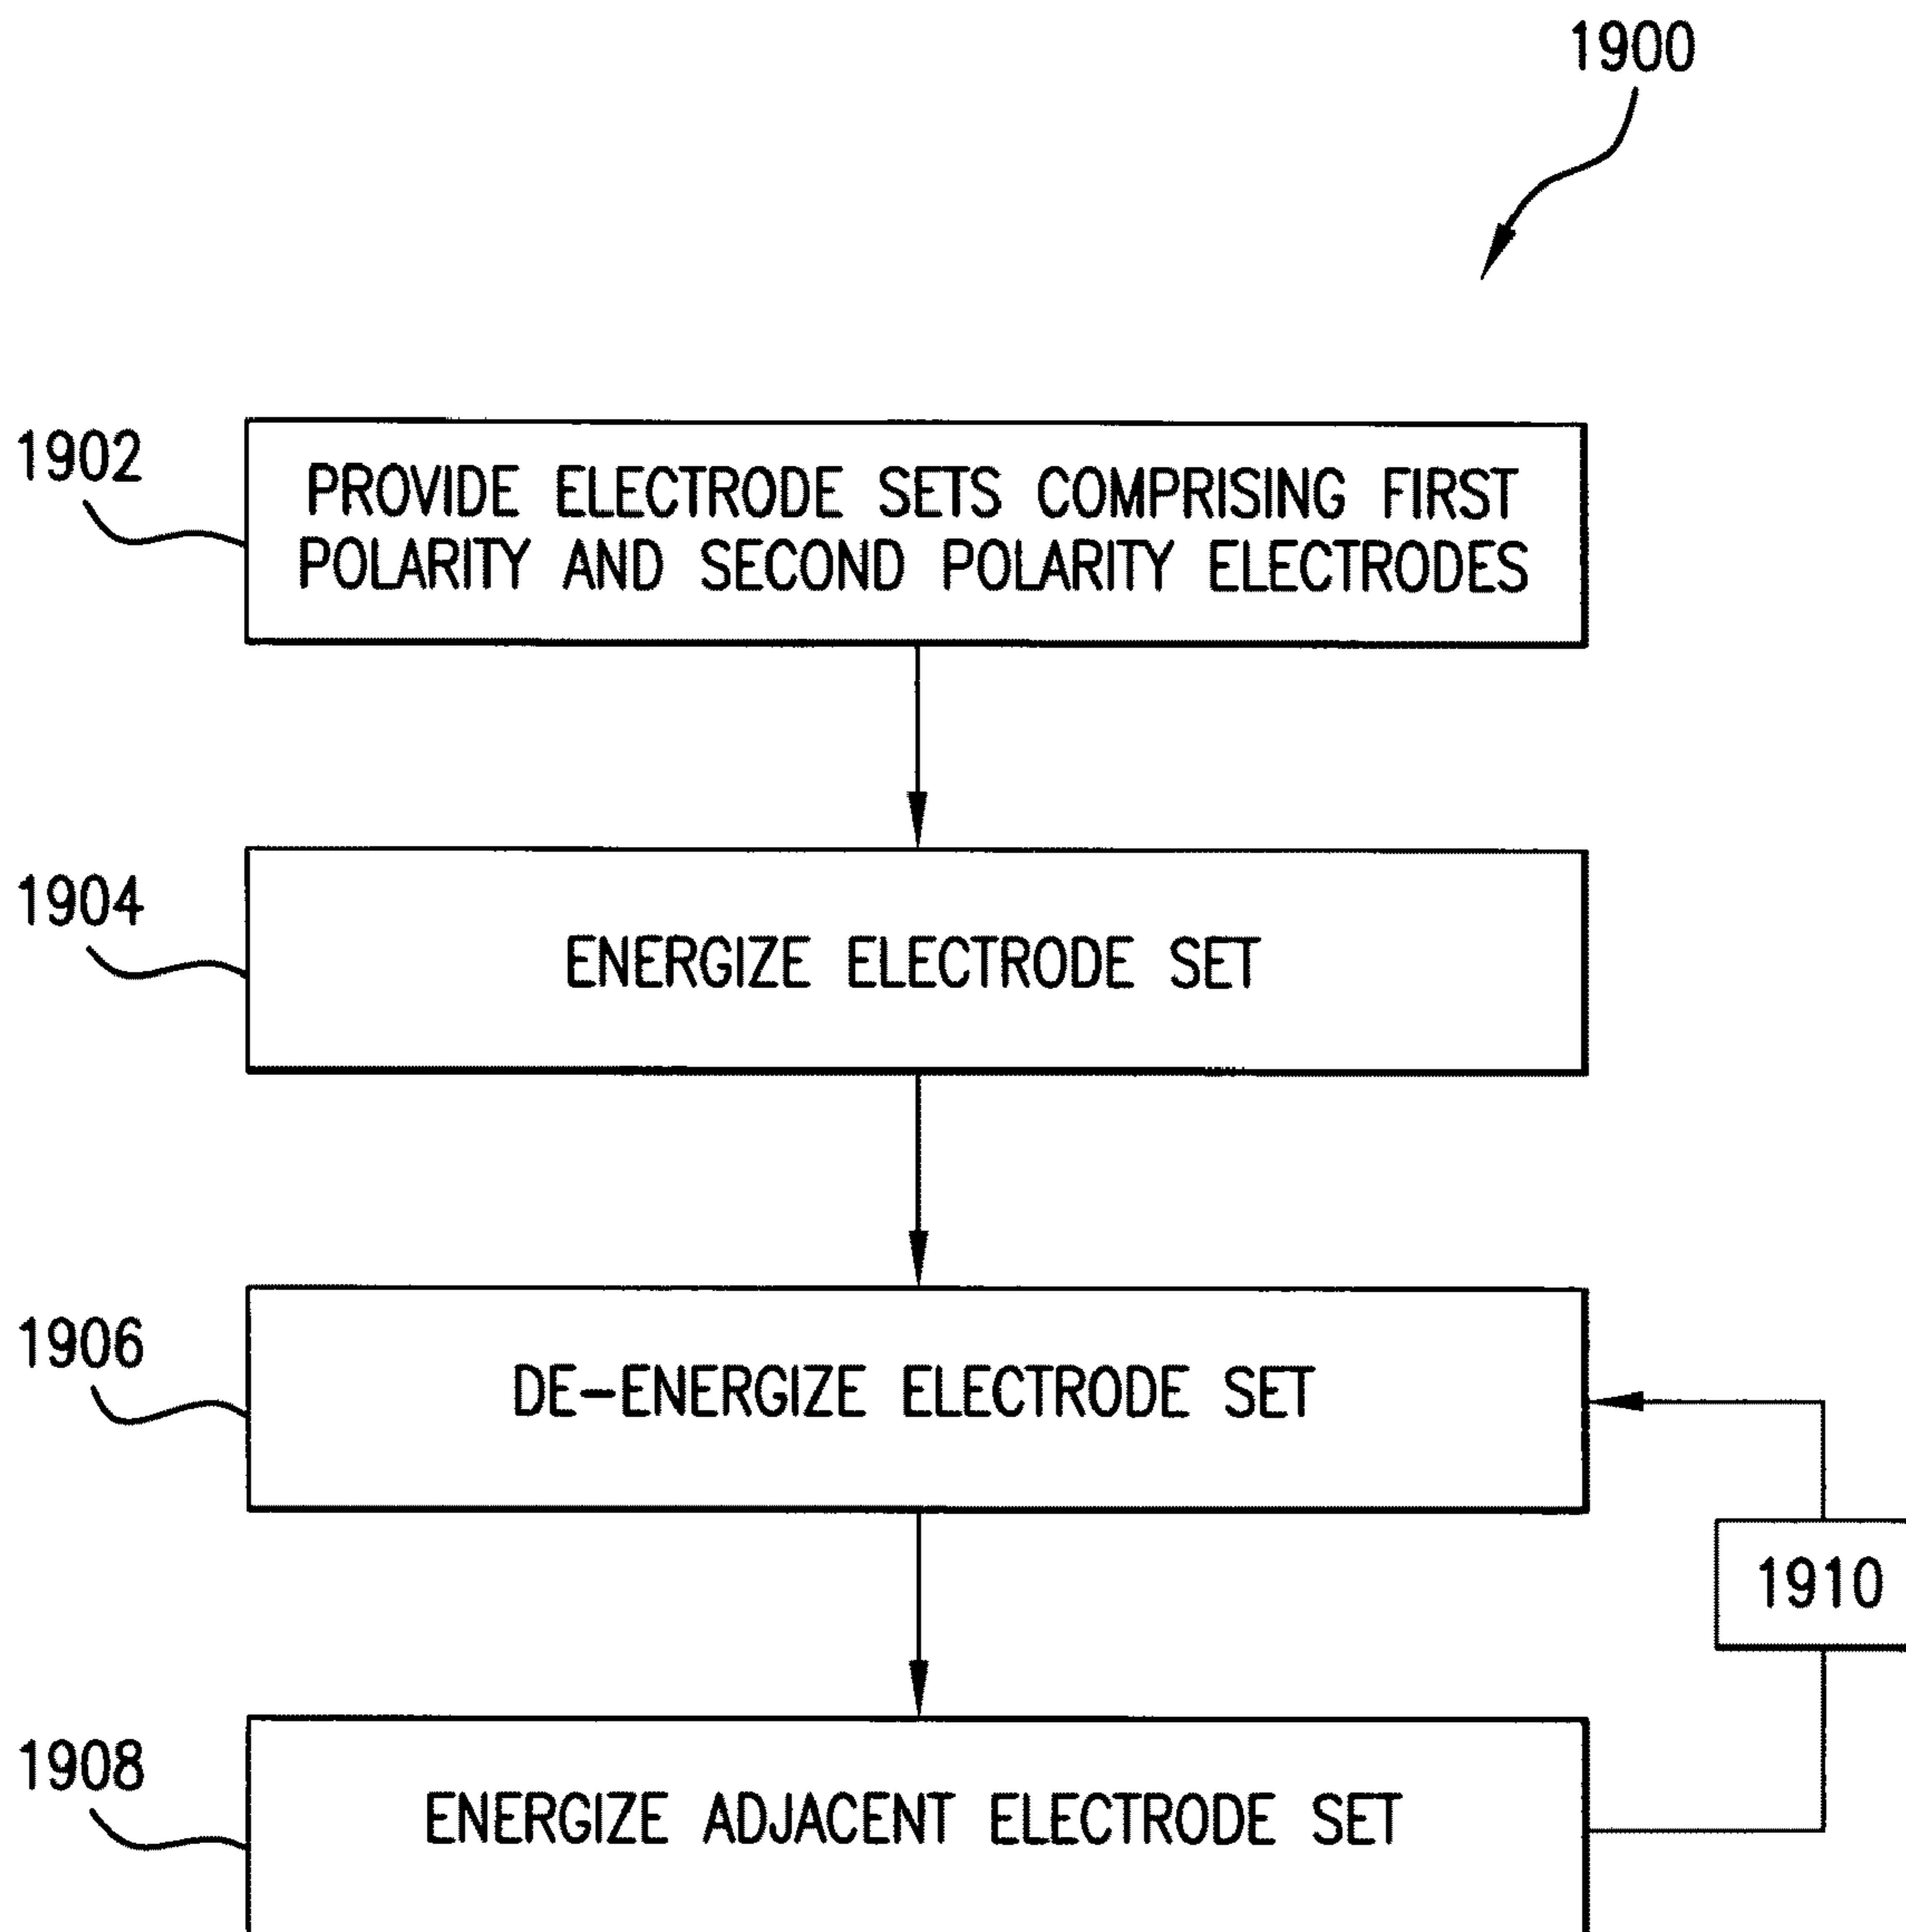 1900
1902
PROVIDE ELECTRODE SETS COMPRISING FIRST
POLARITY AND SECOND POLARITY ELECTRODES
1904
ENERGIZE ELECTRODE SET
1906
DE-ENERGIZE ELECTRODE SET
1910
1908
ENERGIZE ADJACENT ELECTRODE SET